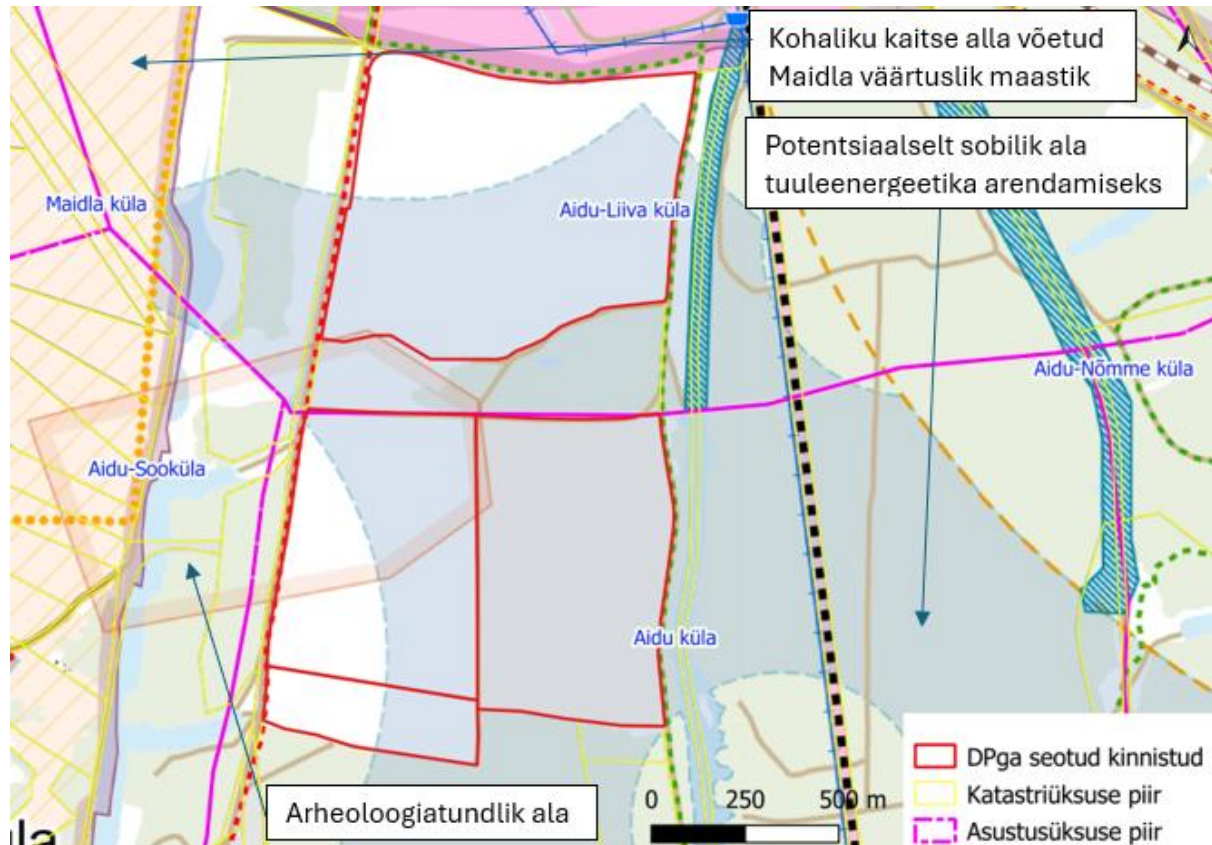 Kohaliku kaitse alla võetud
Maidla väärtuslik maastik
Potentsiaalselt sobilik ala
tuuleenergeetika arendamiseks
Maidla küla
Aidu-Liiva küla
Aidu-Nõmme küla
Aidu-Sooküla
Aidu küla
Arheoloogiatundlik ala
0 250 500 m
DPga seotud kinnistud
Katastriüksuse piir
Asustusüksuse piir